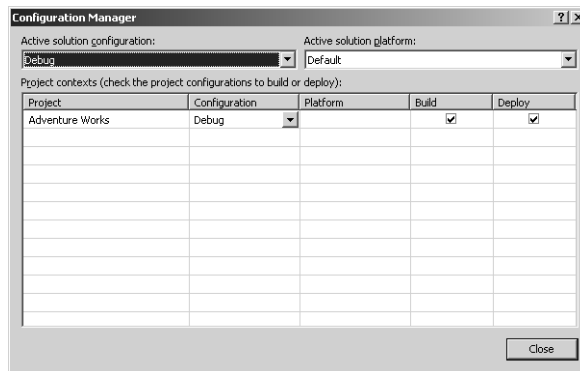 Configuration Manager
Active solution configuration: Active solution platform:
Debug Default
Project contexts (check the project configurations to build or deploy):
Project Configuration Platform Build Deploy
Adventure Works Debug
Close